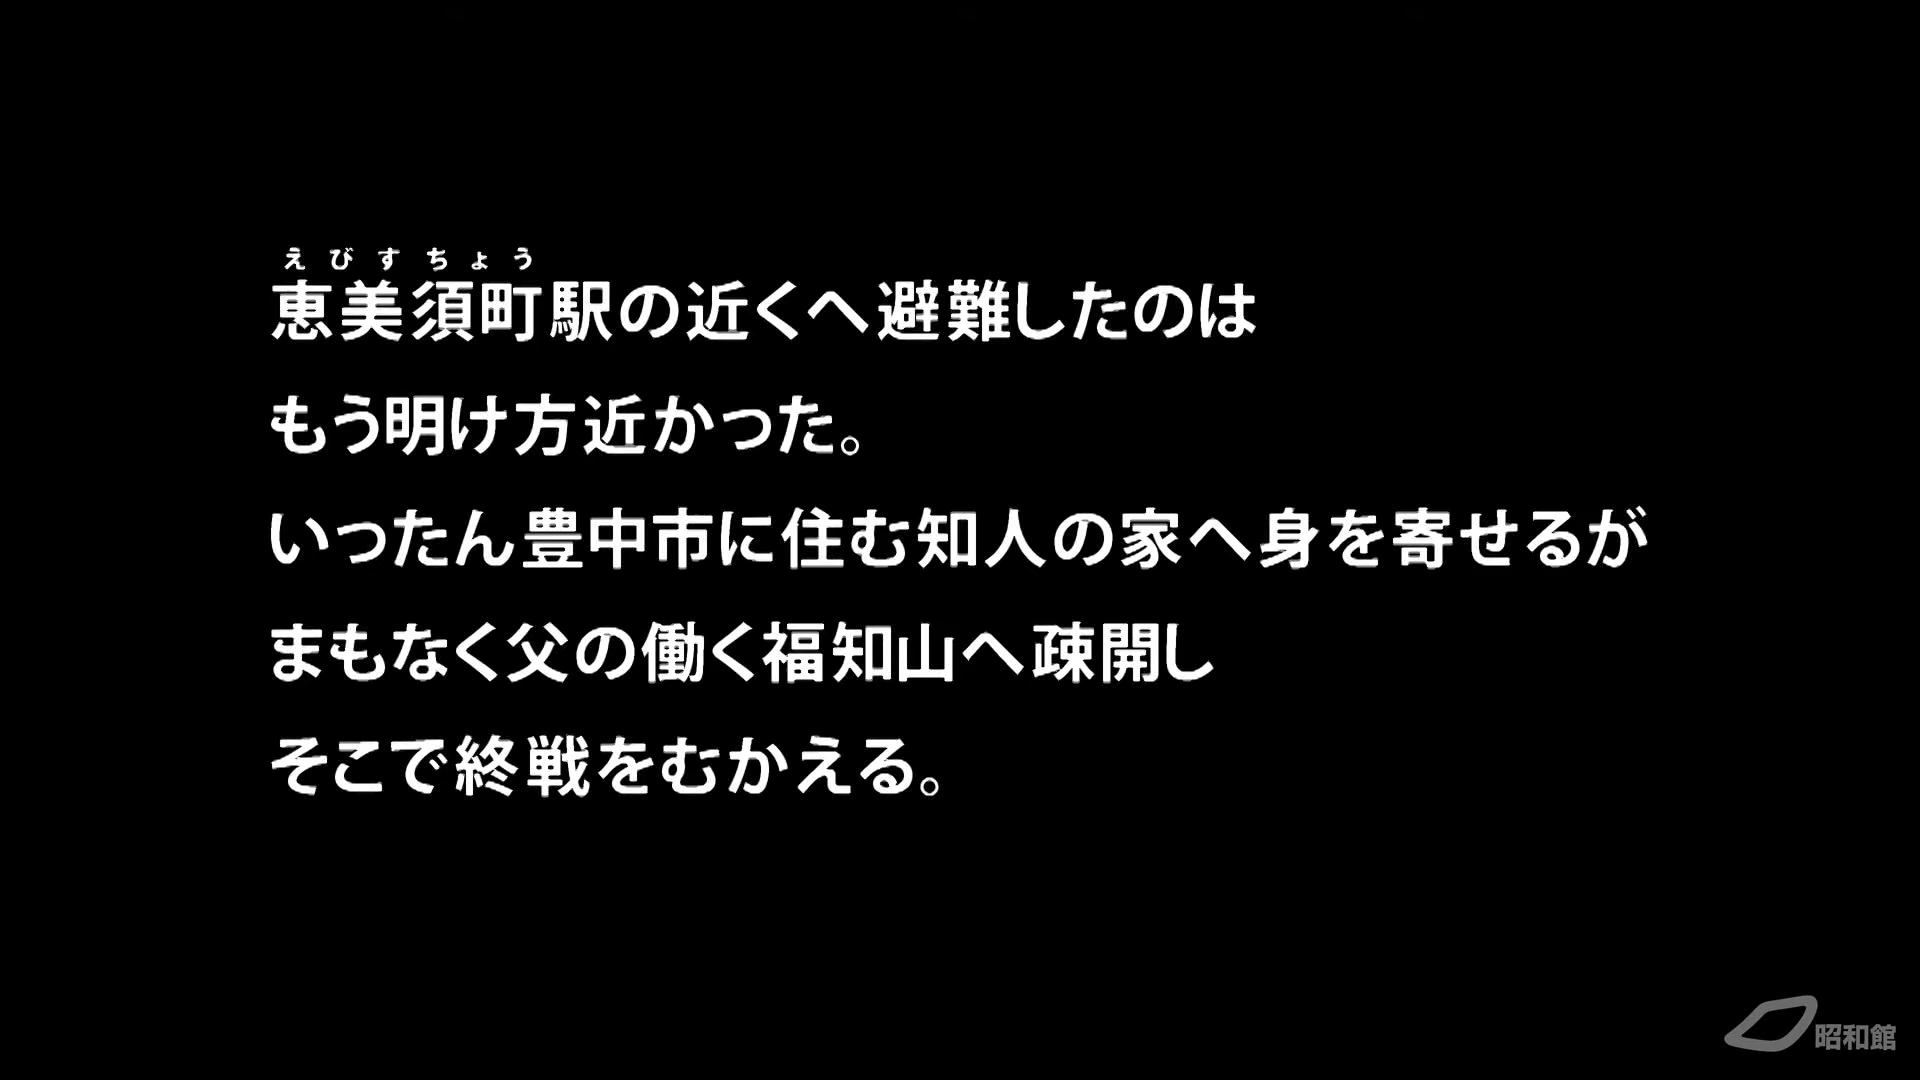 えびすちょう
恵美須町駅の近くへ避難したのは
もう明け方近かった。
いったん豊中市に住む知人の家へ身を寄せるが
まもなく父の働く福知山へ疎開し
そこで終戦をむかえる。
昭和館